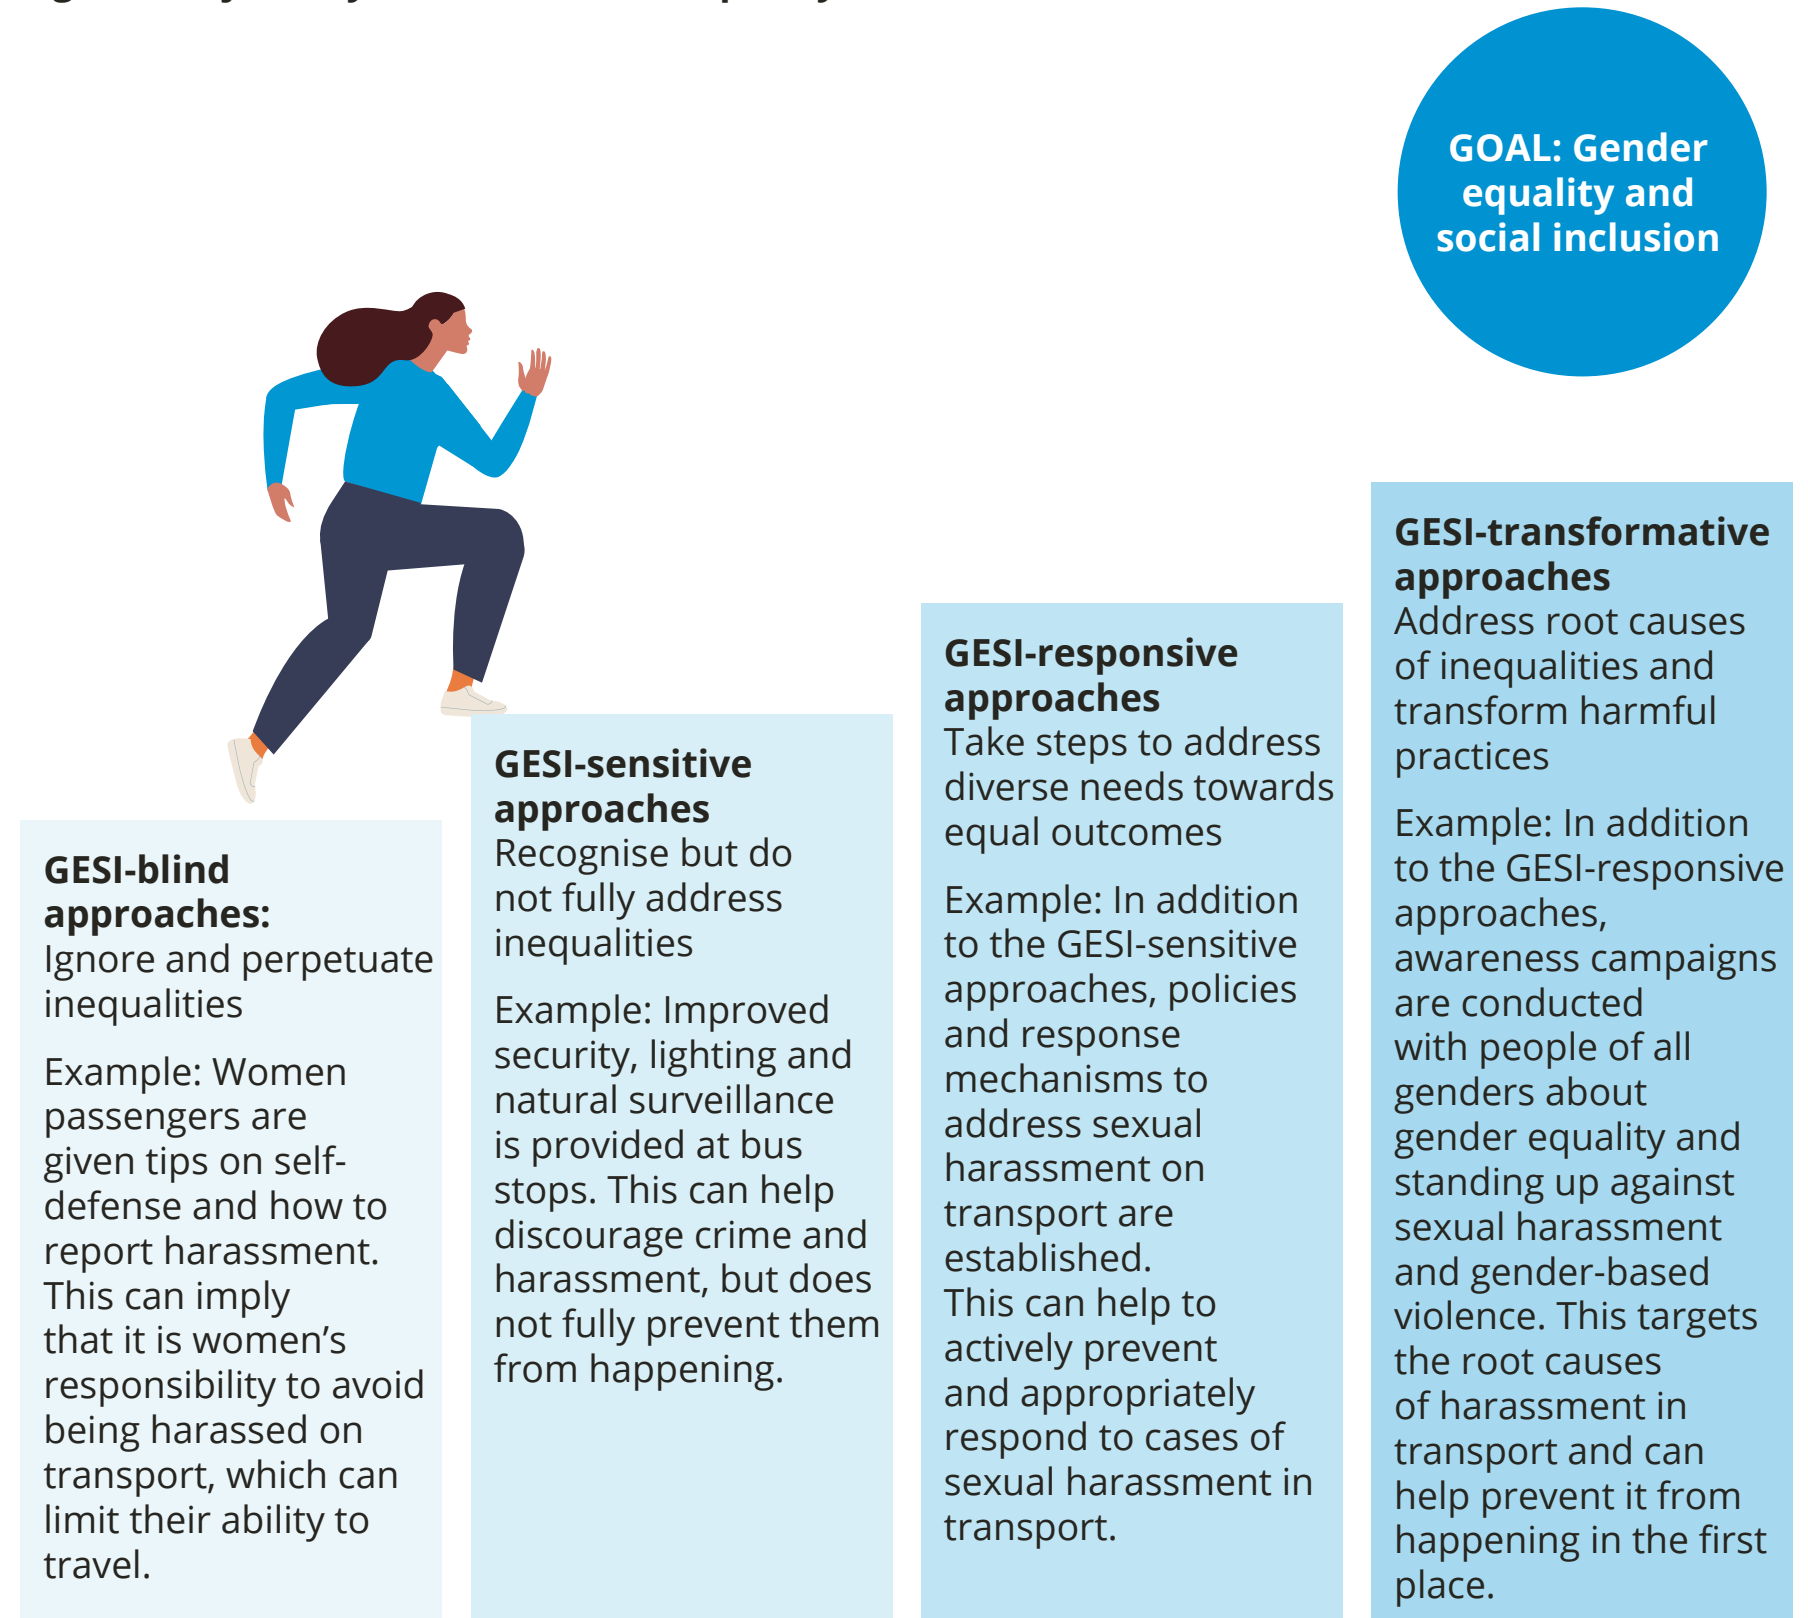 GOAL: Gender
equality and
social inclusion
GESI-blind
approaches:
Ignore and perpetuate
inequalities
Example: Women
passengers are
given tips on self-
defense and how to
report harassment.
This can imply
that it is women’s
responsibility to avoid
being harassed on
transport, which can
limit their ability to
travel.
GESI-sensitive
approaches
Recognise but do
not fully address
inequalities
Example: Improved
security, lighting and
natural surveillance
is provided at bus
stops. This can help
discourage crime and
harassment, but does
not fully prevent them
from happening.
GESI-responsive
approaches
Take steps to address
diverse needs towards
equal outcomes
Example: In addition
to the GESI-sensitive
approaches, policies
and response
mechanisms to
address sexual
harassment on
transport are
established.
This can help to
actively prevent
and appropriately
respond to cases of
sexual harassment in
transport.
GESI-transformative
approaches
Address root causes
of inequalities and
transform harmful
practices
Example: In addition
to the GESI-responsive
approaches,
awareness campaigns
are conducted
with people of all
genders about
gender equality and
standing up against
sexual harassment
and gender-based
violence. This targets
the root causes
of harassment in
transport and can
help prevent it from
happening in the first
place.